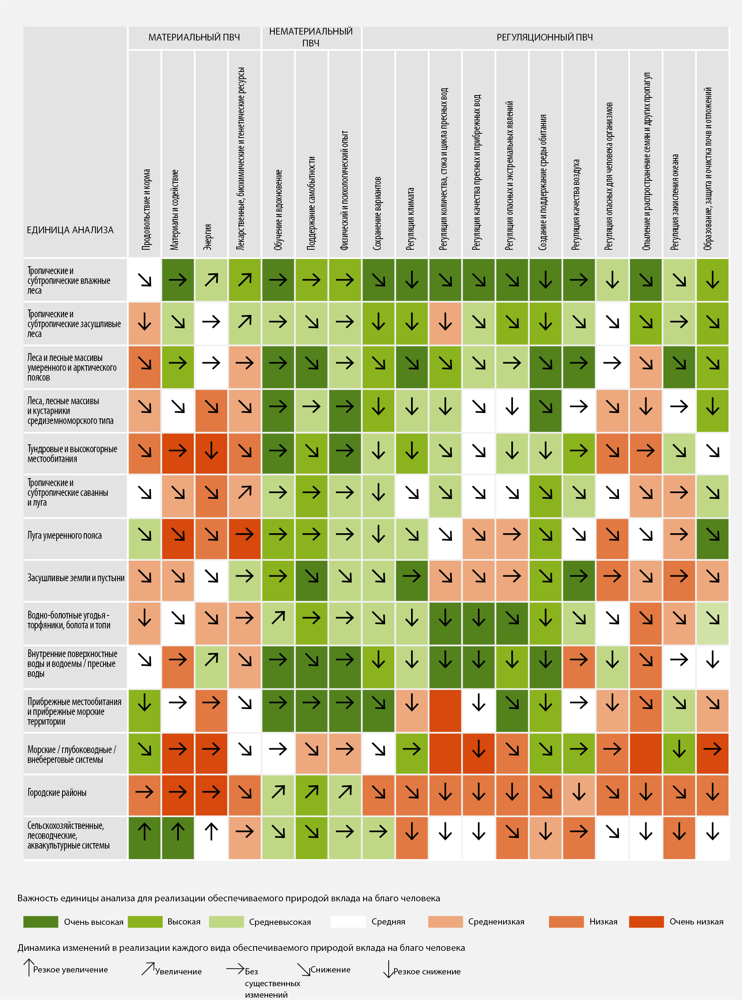 МАТЕРИАЛЬНЫЙ ПВЧ
НЕМАТЕРИАЛЬНЫЙ
ПВЧ
РЕГУЛЯЦИОННЫЙ ПВЧ
ЕДИНИЦА АНАЛИЗА
Продовольствие и корма
Материалы и содействие
Энергия
Лекарственные, биохимические и генетические ресурсы
Обучение и вдохновение
Поддержание самобытности
Физический и психологический опыт
Сохранение вариантов
Регуляция климата
Регуляция количества, стока и цикла пресных вод
Регуляция качества пресных и прибрежных вод
Регуляция опасных и экстремальных явлений
Создание и поддержание среды обитания
Регуляция качества воздуха
Регуляция опасных для человека организмов
Опыление и распространение семян и других пропагул
Регуляция закисления океана
Образование, защита и очистка почв и отложений
Тропические и
субтропические влажные
леса
Тропические и
субтропические засушливые
леса
Леса и лесные массивы
умеренного и арктического
поясов
Леса, лесные массивы
и кустарники
средиземноморского типа
Тундровые и высокогорные
местообитания
Тропические и
субтропические саванны
и луга
Луга умеренного пояса
Засушливые земли и пустыни
Водно-болотные угодья -
торфяники, болота и топи
Внутренние поверхностные
воды и водоемы / пресные
воды
Прибрежные местообитания
и прибрежные морские
территории
Морские / глубоководные /
внебереговые системы
Городские районы
Сельскохозяйственные,
лесоводческие,
аквакультурные системы
Важность единицы анализа для реализации обеспечиваемого природой вклада на благо человека
Очень высокая
Высокая
Средневысокая
Средняя
Средненизкая
Низкая
Очень низкая
Динамика изменений в реализации каждого вида обеспечиваемого природой вклада на благо человека
Резкое увеличение
Увеличение
Без
существенных
изменений
Снижение
Резкое снижение